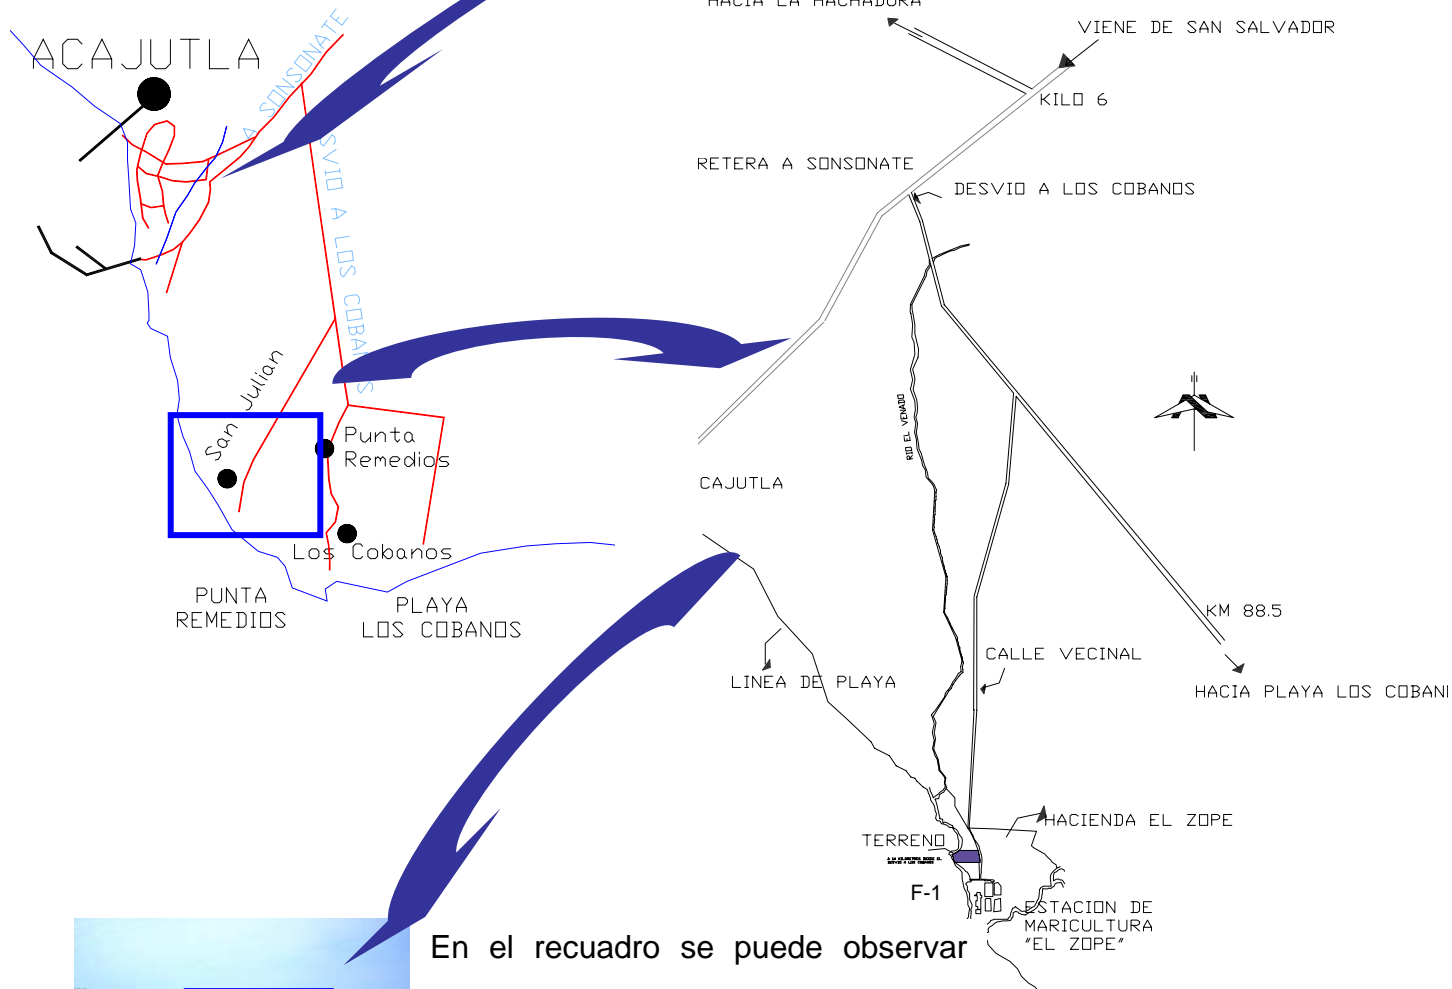 HACIA LA HACHADURA
VIENE DE SAN SALVADOR
ACAJUTLA
A SONSONATE
KILO 6
RETERA A SONSONATE
DESVIO A LOS COBANOS
SVIO A LOS COBANOS
RIO EL VENADO
San Julian
Punta
Remedios
CAJUTLA
Los Cobanos
PUNTA
REMEDIOS
PLAYA
LOS COBANOS
KM 88.5
CALLE VECINAL
LINEA DE PLAYA
HACIA PLAYA LOS COBAN
HACIENDA EL ZOPE
TERRENO
F-1
ESTACION DE
MARICULTURA
"EL ZOPE"
En el recuadro se puede observar